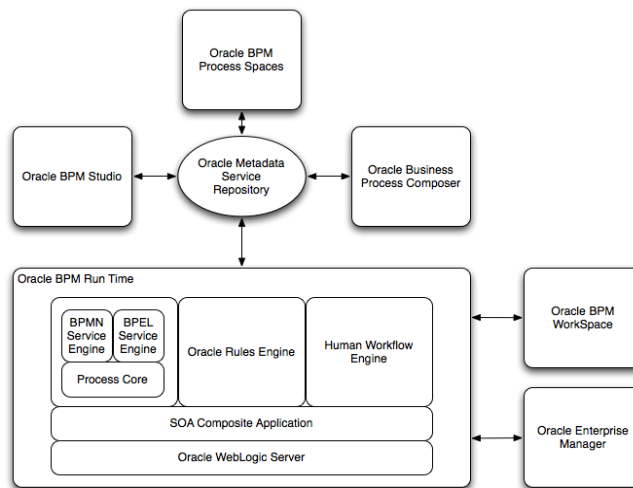 Oracle BPM
Process Spaces
Oracle BPM Studio
Oracle Metadata
Service
Repository
Oracle Business
Process Composer
Oracle BPM Run Time
BPMN
Service
Engine
BPEL
Service
Engine
Process Core
Oracle Rules Engine
Human Workflow
Engine
SOA Composite Application
Oracle WebLogic Server
Oracle BPM
WorkSpace
Oracle Enterprise
Manager